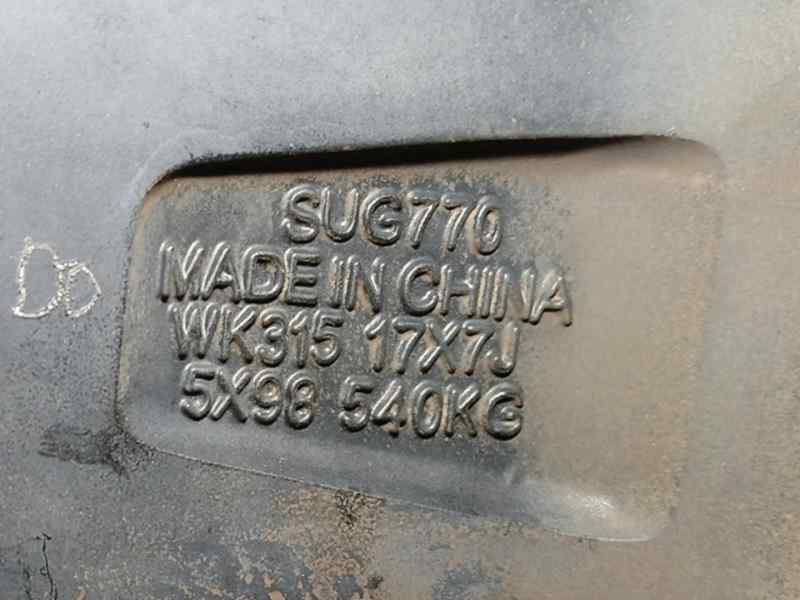 SUG770
MADE IN CHINA
WK315 17X7J
5X98 540KG